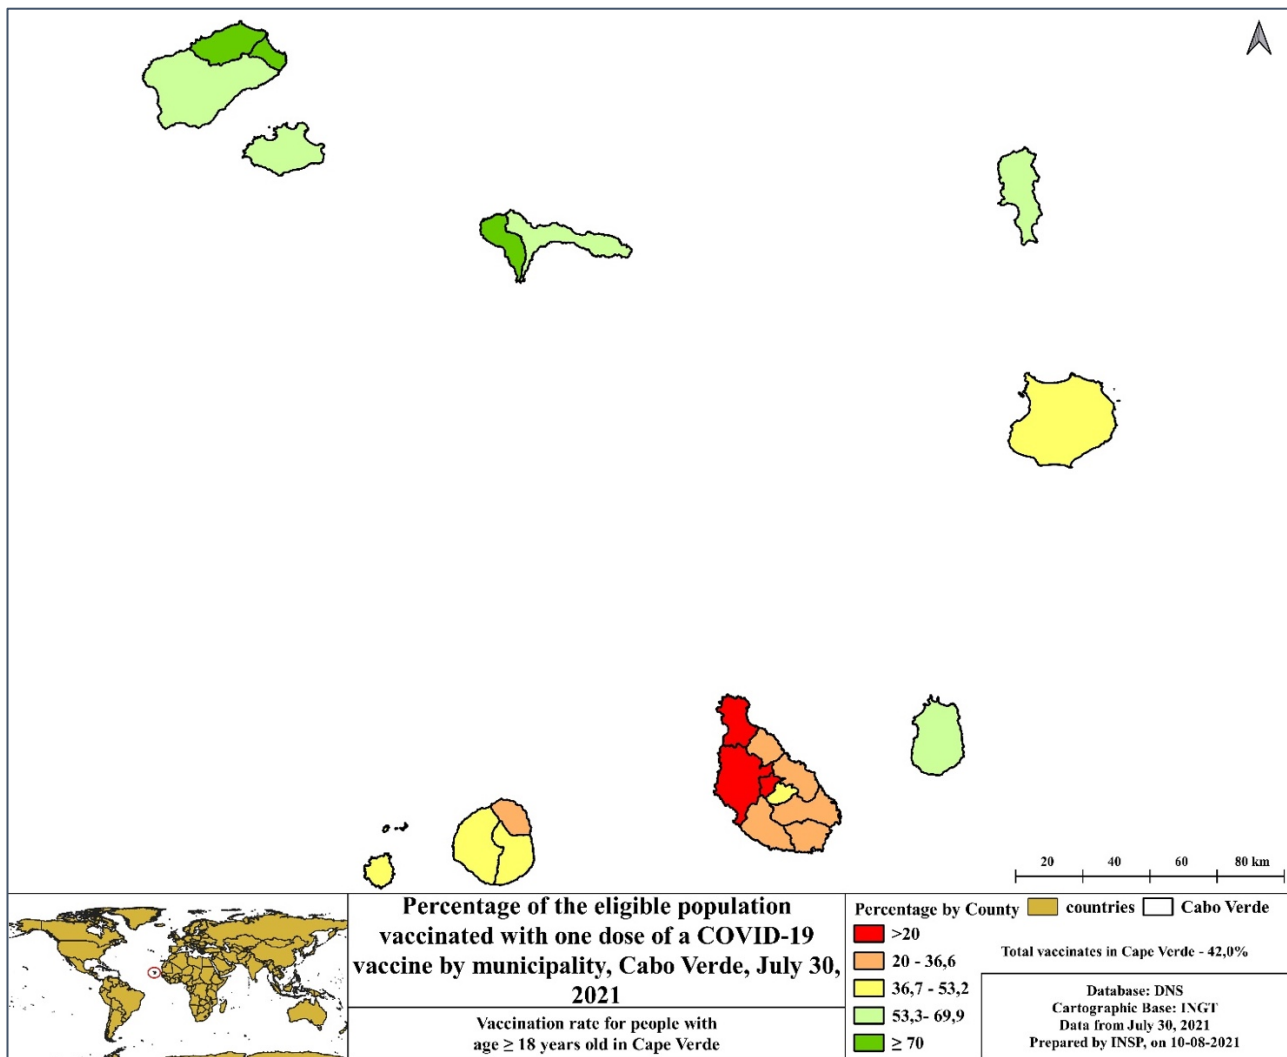 20 40 60 80 km
Percentage of the eligible population
vaccinated with one dose of a COVID-19
vaccine by municipality, Cabo Verde, July 30,
2021
Vaccination rate for people with
age ≥ 18 years old in Cape Verde
Percentage by County
>20
20 - 36,6
36,7 - 53,2
53,3- 69,9
≥ 70
countries
Cabo Verde
Total vaccinates in Cape Verde - 42,0%
Database: DNS
Cartographic Base: INGT
Data from July 30, 2021
Prepared by INSP, on 10-08-2021